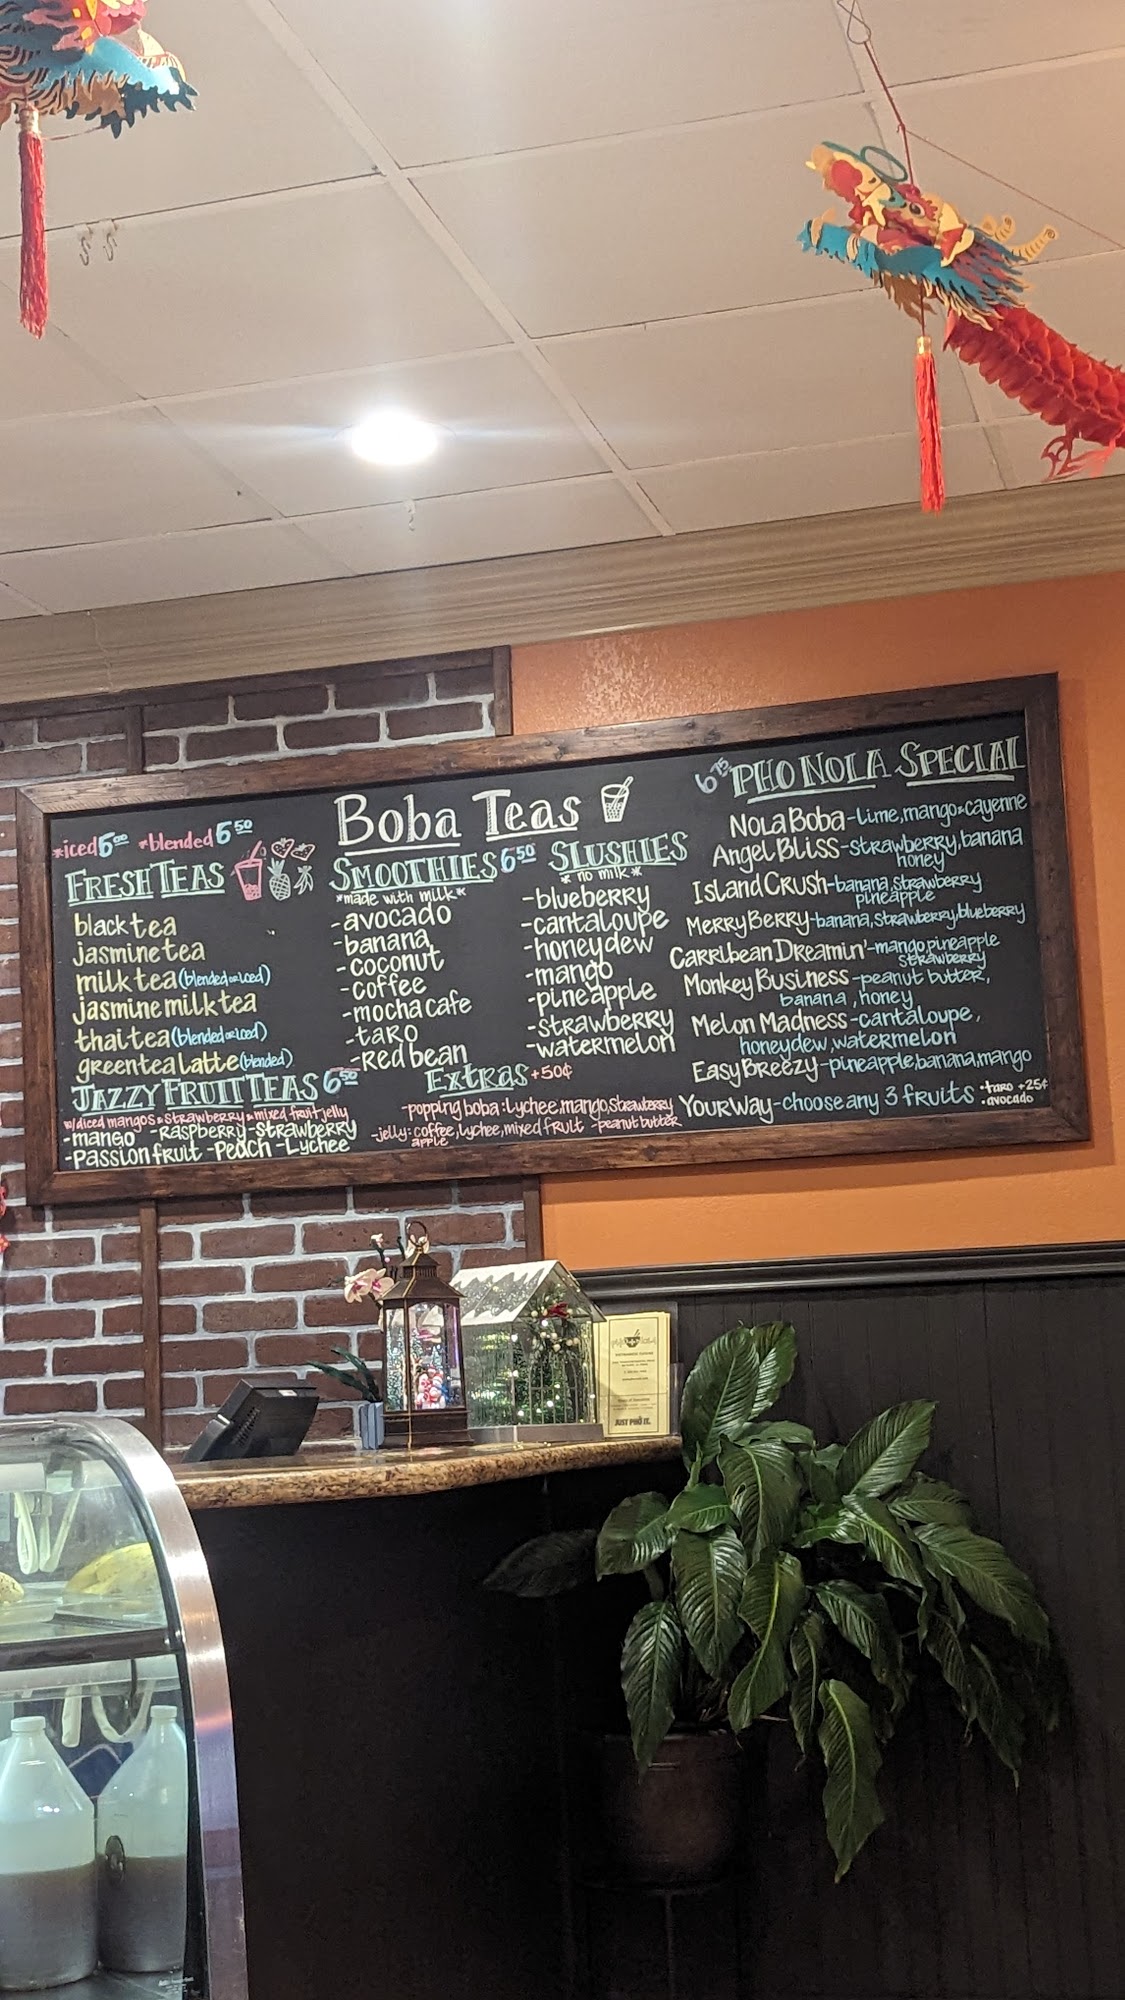 Boba Teas
*iced 6.00 *blended 6.50
FRESH TEAS
black tea
jasmine tea
milk tea (blended or iced)
jasmine milk tea
thai tea (blended or iced)
green tea latte (blended)
JAZZY FRUIT TEAS 6.50
w/diced mangos & strawberry & mixed fruit jelly
-mango -Raspberry -strawberry
-passion fruit -Peach -Lychee
SMOOTHIES 6.50
*made with milk*
-avocado
-banana
-coconut
-coffee
-mocha cafe
-taro
-Red bean
SLUSHIES
*no milk*
-blueberry
-cantaloupe
-honeydew
-mango
-pineapple
-strawberry
-watermelon
Extras +50¢
-popping boba: Lychee, mango, strawberry
-jelly: coffee, lychee, mixed fruit -peanut butter
apple
6.75 PHO NOLA SPECIAL
NOLA Boba-lime, mango & cayenne
Angel Bliss-strawberry, banana
honey
Island Crush-banana, strawberry
pineapple
Merry Berry-banana, strawberry, blueberry
Carribean Dreamin'-mango, pineapple
strawberry
Monkey Business-peanut butter,
banana, honey
Melon Madness-cantaloupe,
honeydew, watermelon
Easy Breezy-pineapple, banana, mango
Your Way-choose any 3 fruits •taro +25¢
•avocado
VIETNAMESE CUISINE
JUST PHỞ IT.